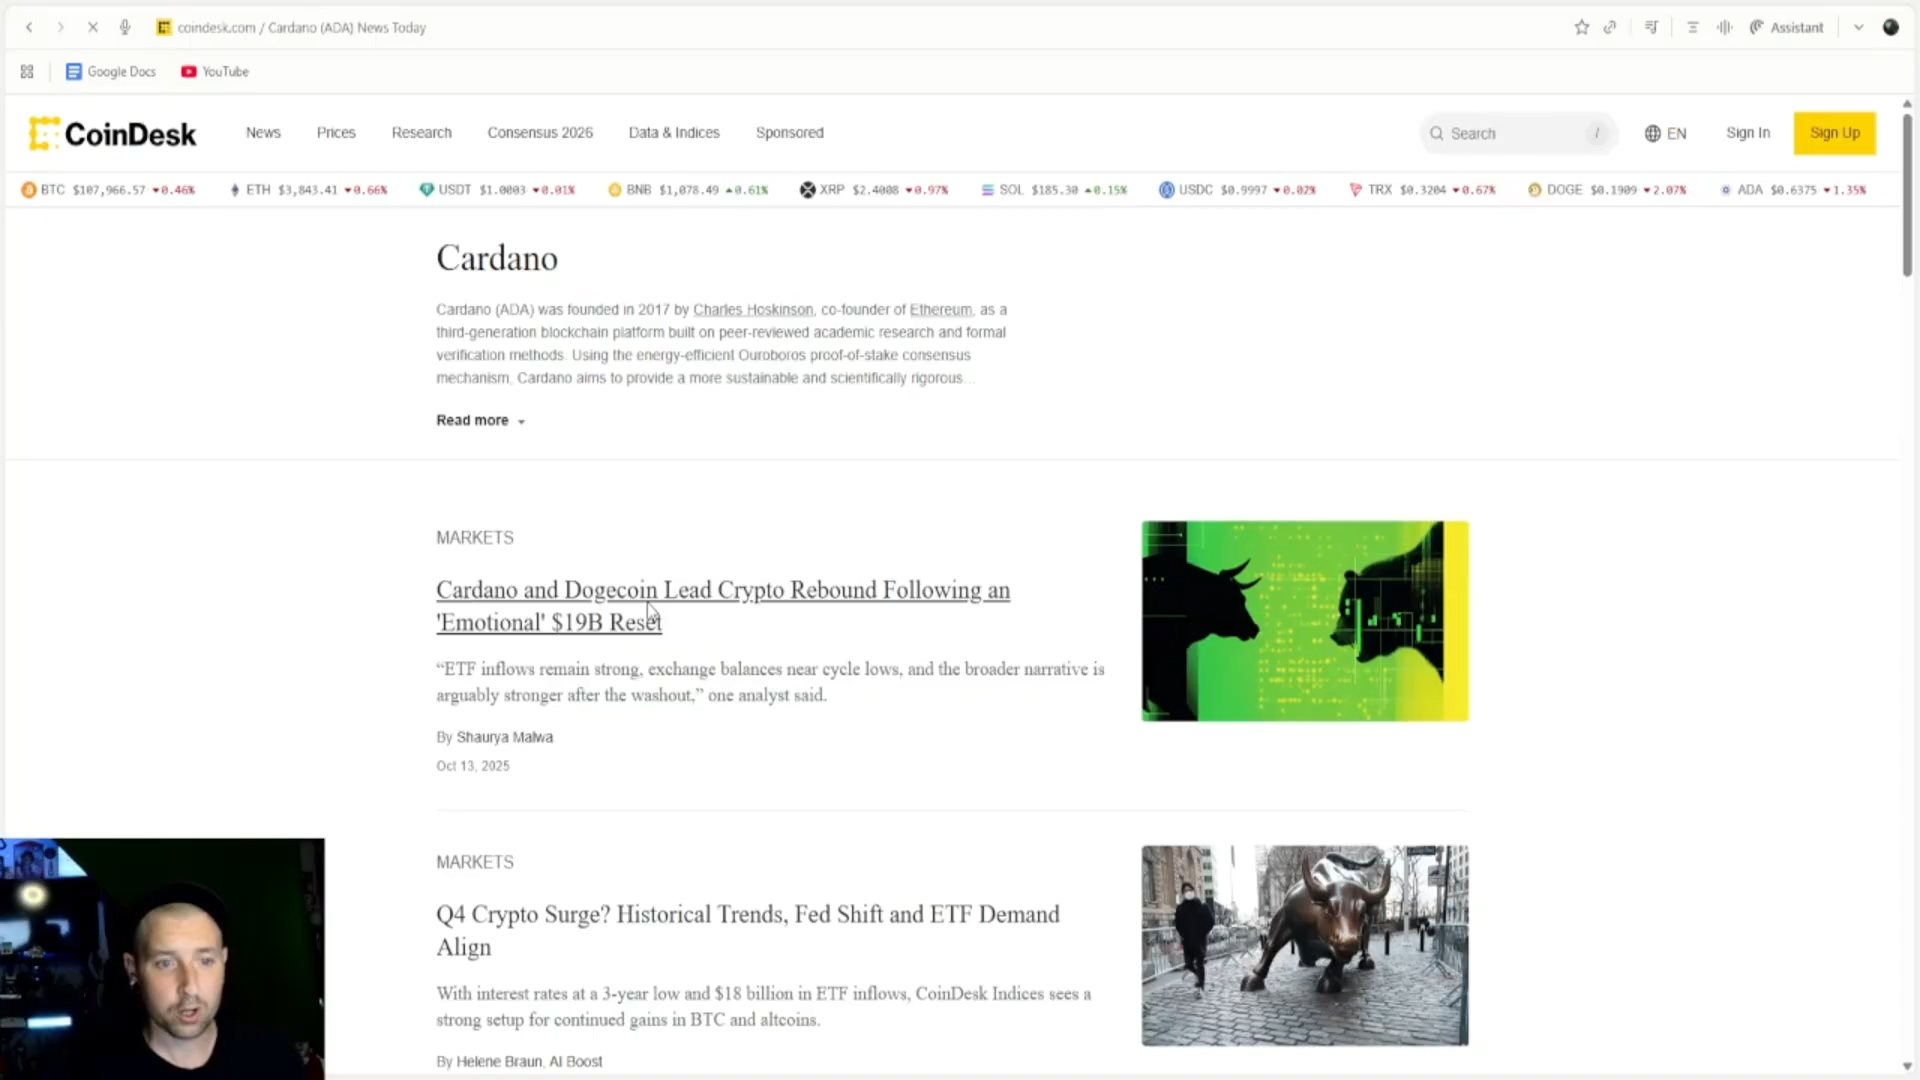 coindesk.com / Cardano (ADA) News Today
Assistant
Google Docs
YouTube
CoinDesk
News
Prices
Research
Consensus 2026
Data & Indices
Sponsored
Search
/
EN
Sign In
Sign Up
BTC $107,966.57 ▼0.46%
ETH $3,843.41 ▼0.66%
USDT $1.0003 ▼0.01%
BNB $1,078.49 ▲0.61%
XRP $2.4008 ▼0.97%
SOL $185.30 ▲0.15%
USDC $0.9997 ▼0.02%
TRX $0.3204 ▼0.67%
DOGE $0.1909 ▼2.07%
ADA $0.6375 ▼1.35%
Cardano
Cardano (ADA) was founded in 2017 by Charles Hoskinson, co-founder of Ethereum, as a
third-generation blockchain platform built on peer-reviewed academic research and formal
verification methods. Using the energy-efficient Ouroboros proof-of-stake consensus
mechanism, Cardano aims to provide a more sustainable and scientifically rigorous...
Read more
MARKETS
Cardano and Dogecoin Lead Crypto Rebound Following an
'Emotional' $19B Reset
“ETF inflows remain strong, exchange balances near cycle lows, and the broader narrative is
arguably stronger after the washout,” one analyst said.
By Shaurya Malwa
Oct 13, 2025
MARKETS
Q4 Crypto Surge? Historical Trends, Fed Shift and ETF Demand
Align
With interest rates at a 3-year low and $18 billion in ETF inflows, CoinDesk Indices sees a
strong setup for continued gains in BTC and altcoins.
By Helene Braun, AI Boost